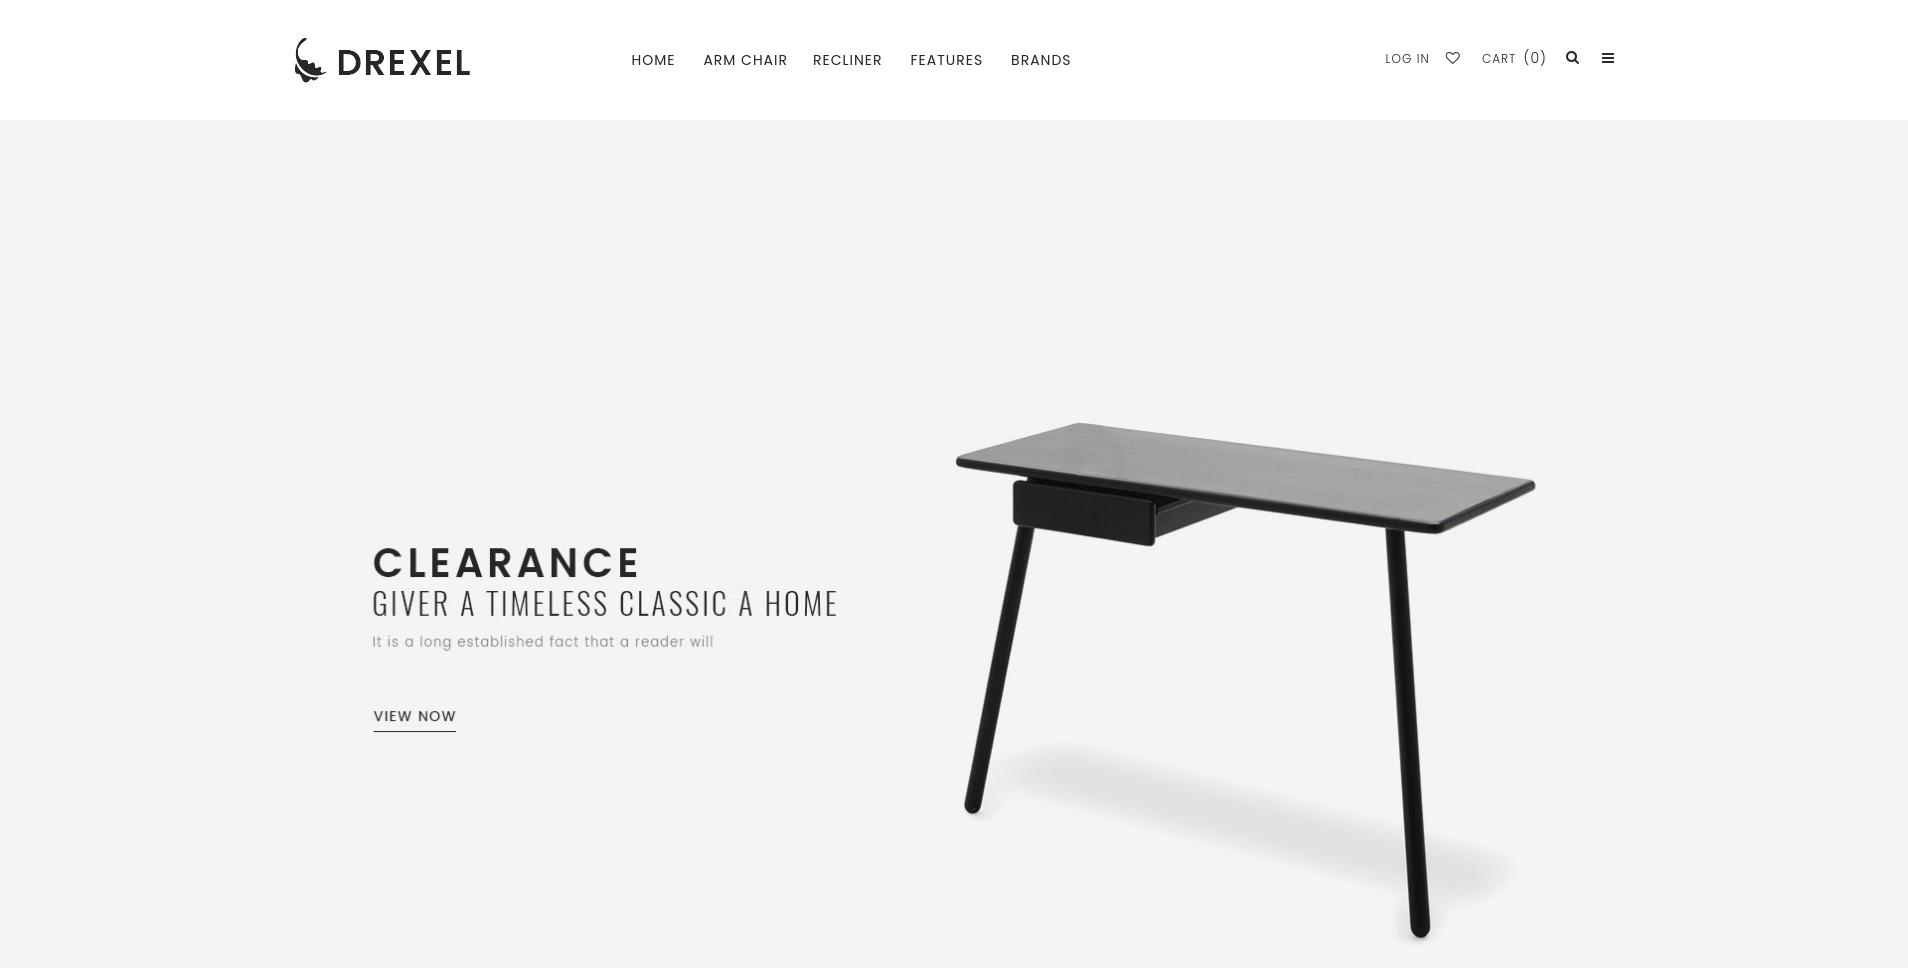 DREXEL
HOME ARM CHAIR RECLINER FEATURES BRANDS
LOG IN CART (0)
CLEARANCE
GIVER A TIMELESS CLASSIC A HOME
It is a long established fact that a reader will
VIEW NOW